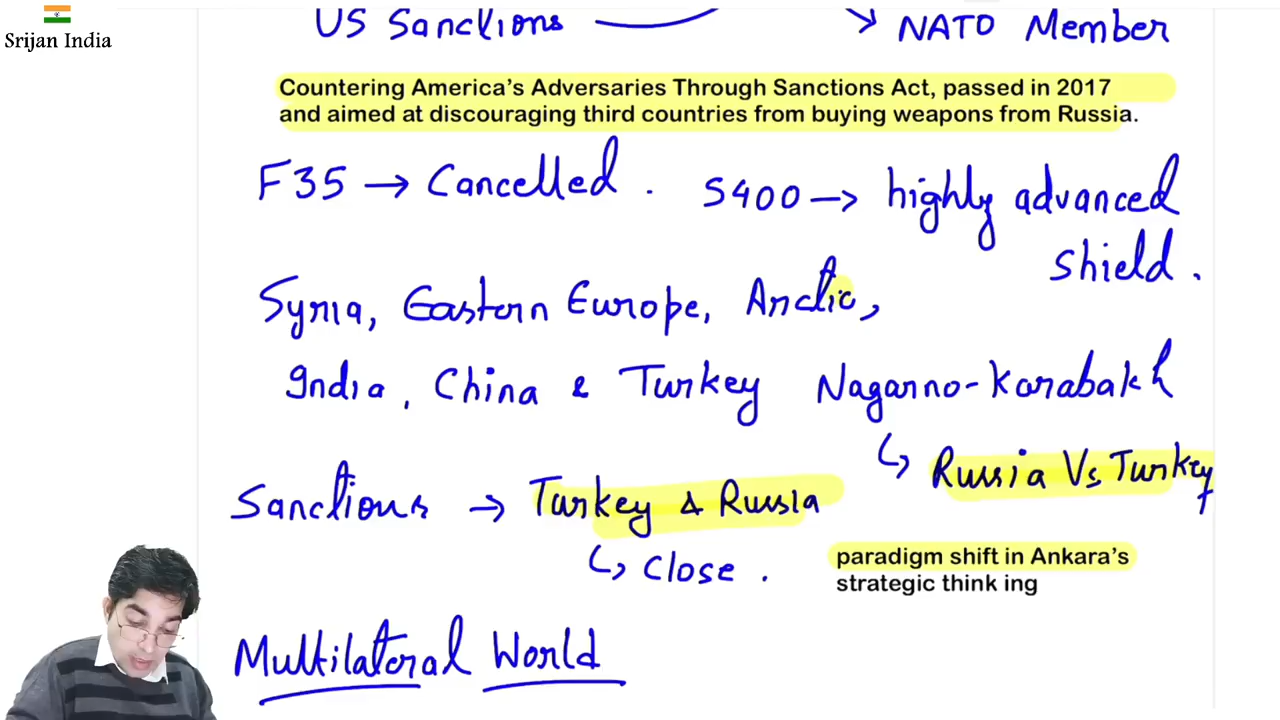 Srijan India
US Sanctions → NATO Member
Countering America's Adversaries Through Sanctions Act, passed in 2017
and aimed at discouraging third countries from buying weapons from Russia.
F35 → Cancelled . S400 → highly advanced
shield .
Syria, Eastern Europe, Arctic,
India, China & Turkey Nagarno-Karabakh
↳ Russia Vs Turkey
Sanctions → Turkey & Russia
↳ Close .
paradigm shift in Ankara's
strategic think ing
Multilateral World